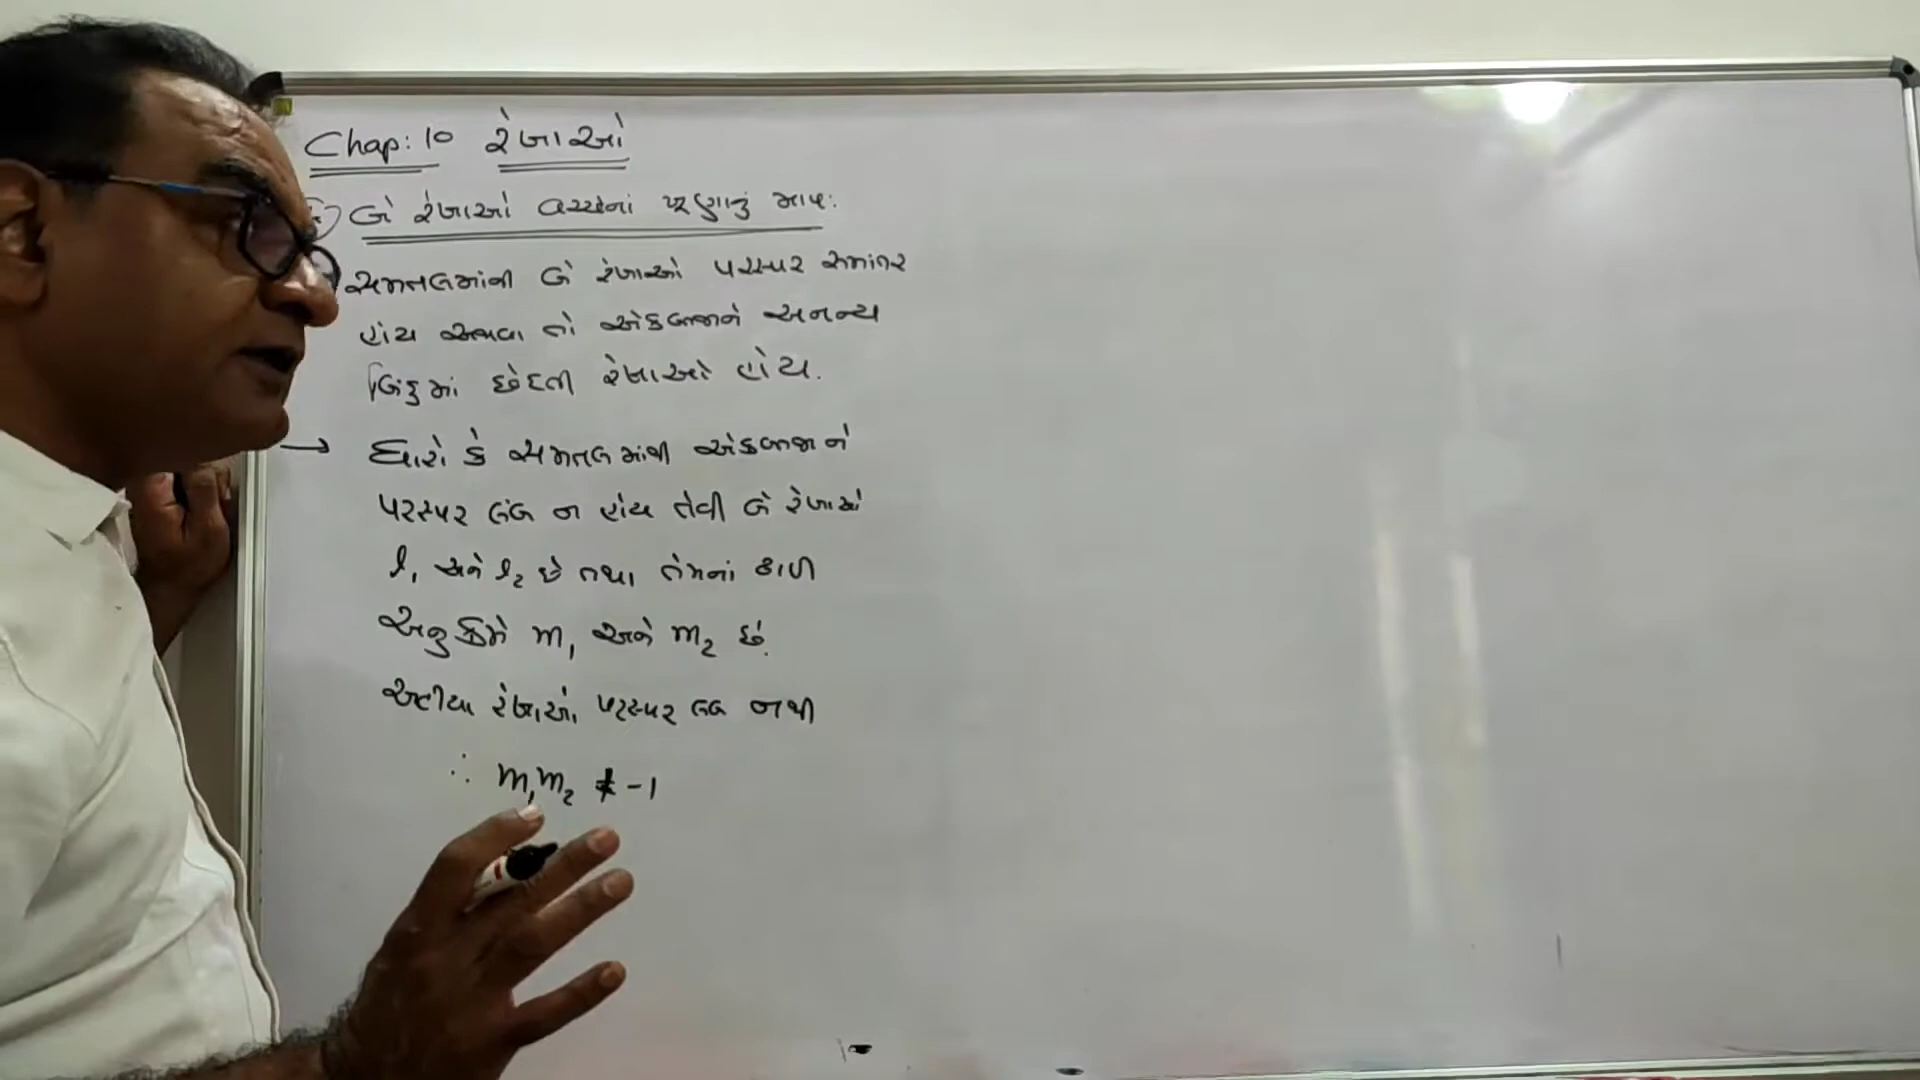 Chap: 10 રેખાઓ
બે રેખાઓ વચ્ચેનાં ખૂણાનું માપ:
સમતલમાંની બે રેખાઓ પરસ્પર સમાંતર
હોય અથવા તો એકબીજાને અનન્ય
બિંદુમાં છેદતી રેખાઓ હોય.
→ ધારો કે સમતલમાંથી એકબીજાને
પરસ્પર લંબ ન હોય તેવી બે રેખાઓ
l₁ અને l₂ છે તથા તેમનાં ઢાળ
અનુક્રમે m₁ અને m₂ છે.
અહીંયા રેખાઓ પરસ્પર લંબ નથી
∴ m₁m₂ ≠ -1